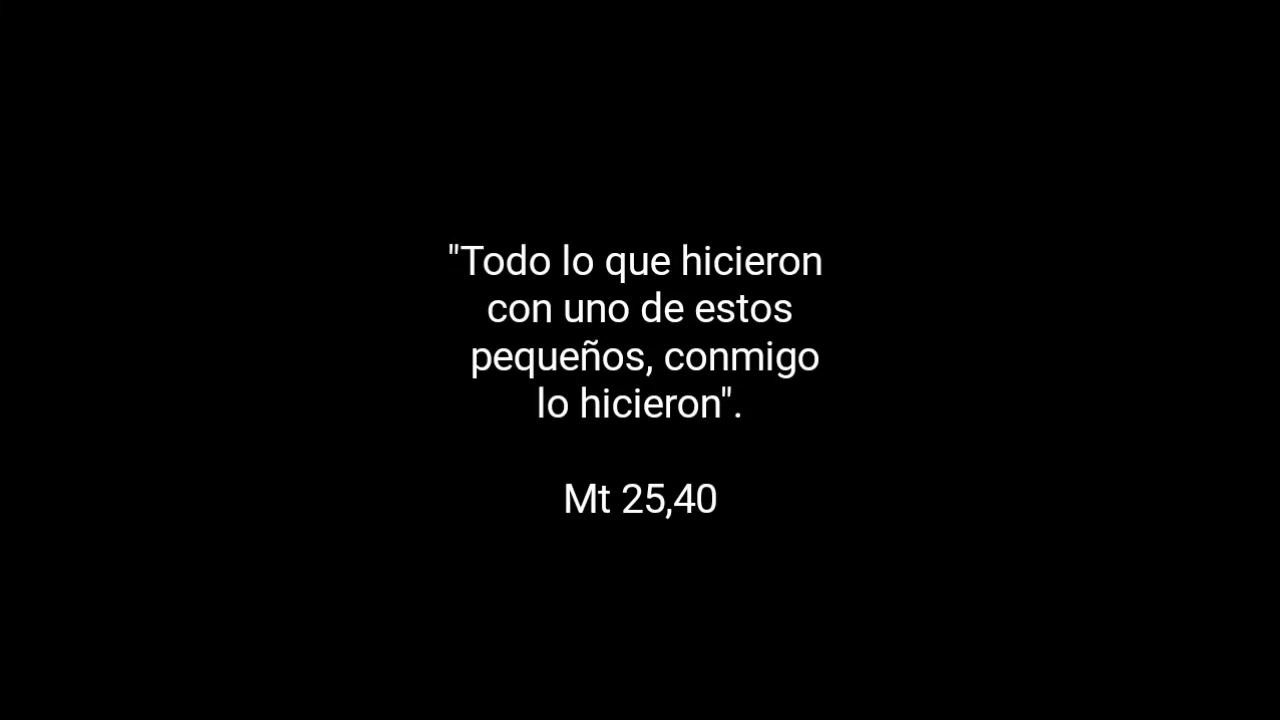 "Todo lo que hicieron
con uno de estos
pequeños, conmigo
lo hicieron".
Mt 25,40